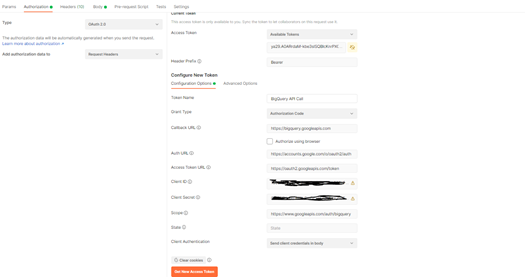 Params Authorization Headers (10) Body Pre-request Script Tests Settings
Current Token
This access token is only available to you. Sync the token to let collaborators on this request use it.
Type OAuth 2.0
Access Token Available Tokens
The authorization data will be automatically generated when you send the request.
Learn more about authorization ↗
Add authorization data to Request Headers
Header Prefix Bearer
Configure New Token
Configuration Options Advanced Options
Token Name BigQuery API Call
Grant Type Authorization Code
Callback URL https://bigquery.googleapis.com
Authorize using browser
Auth URL https://accounts.google.com/o/oauth2/auth
Access Token URL https://oauth2.googleapis.com/token
Client ID
Client Secret
Scope https://www.googleapis.com/auth/bigquery
State State
Client Authentication Send client credentials in body
Clear cookies
Get New Access Token